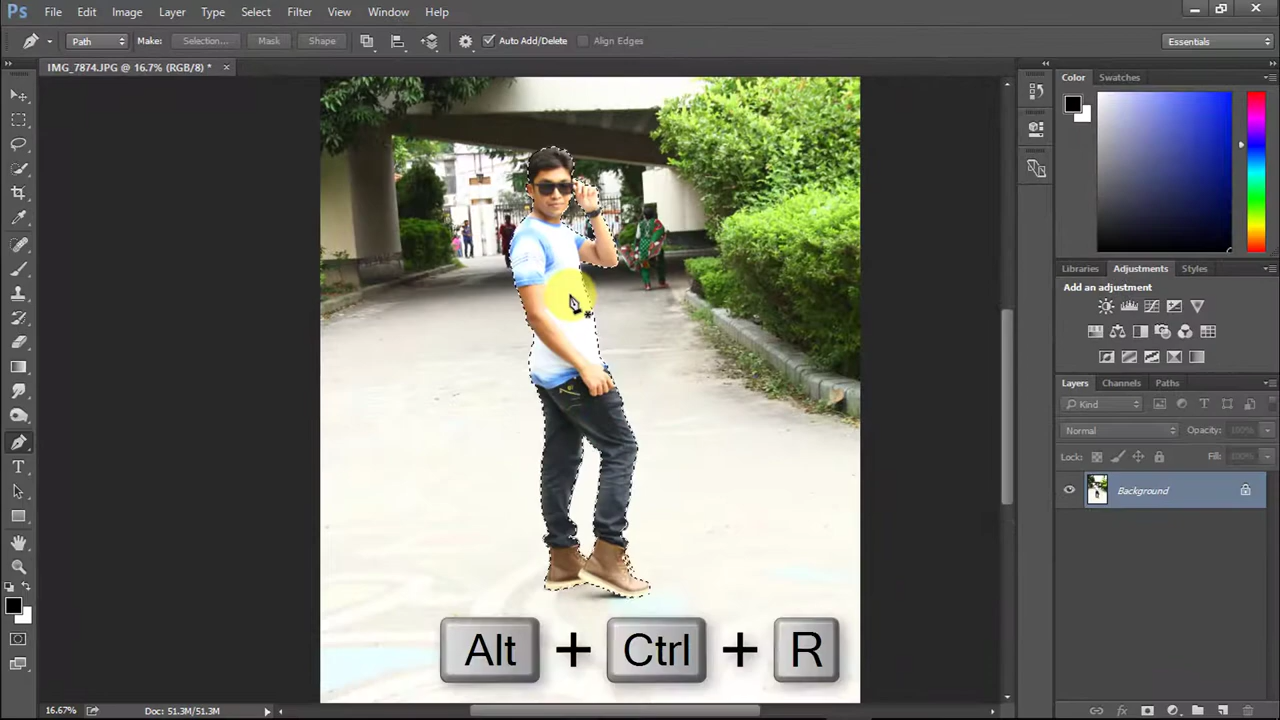 Ps File Edit Image Layer Type Select Filter View Window Help
Path Make: Selection... Mask Shape Auto Add/Delete Align Edges Essentials
IMG_7874.JPG @ 16.7% (RGB/8) * ×
Color Swatches
Libraries Adjustments Styles
Add an adjustment
Layers Channels Paths
Kind
Normal Opacity: 100%
Lock: Fill: 100%
Background
Alt + Ctrl + R
16.67% Doc: 51.3M/51.3M